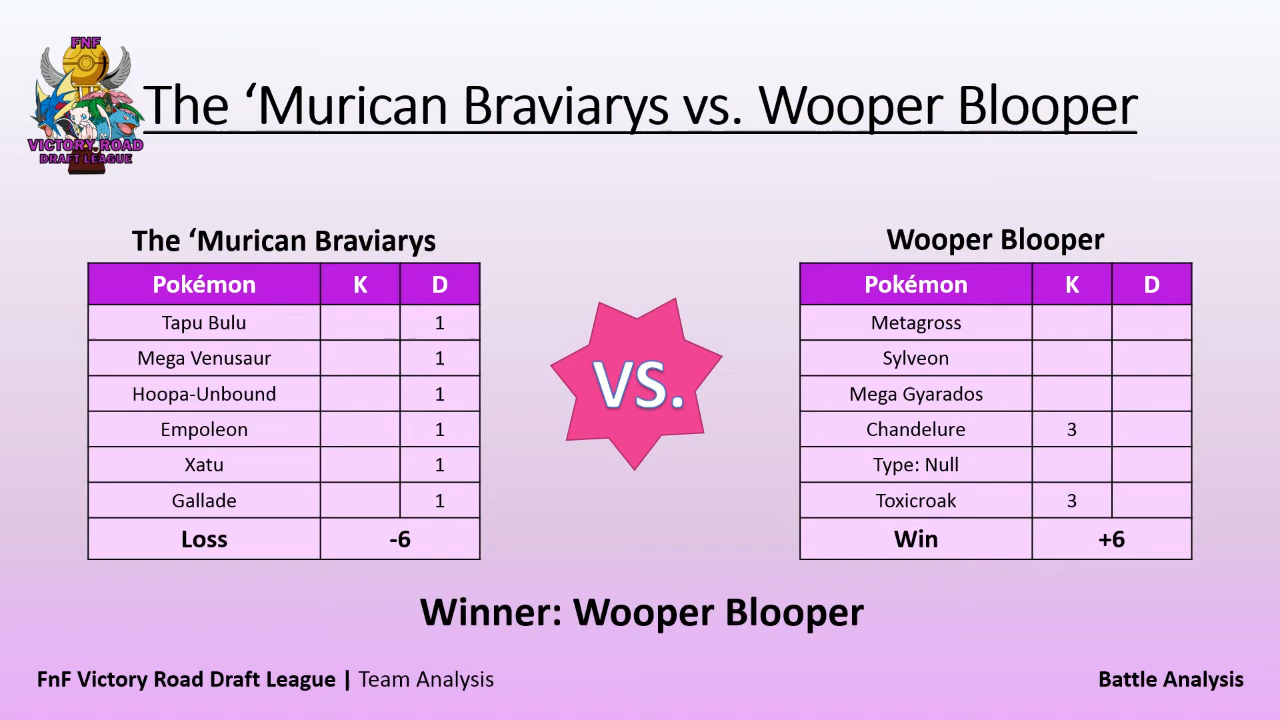 FNF
VICTORY ROAD
DRAFT LEAGUE
The ‘Murican Braviarys vs. Wooper Blooper
The ‘Murican Braviarys
Pokémon K D
Tapu Bulu 1
Mega Venusaur 1
Hoopa-Unbound 1
Empoleon 1
Xatu 1
Gallade 1
Loss -6
VS.
Wooper Blooper
Pokémon K D
Metagross
Sylveon
Mega Gyarados
Chandelure 3
Type: Null
Toxicroak 3
Win +6
Winner: Wooper Blooper
FnF Victory Road Draft League | Team Analysis
Battle Analysis